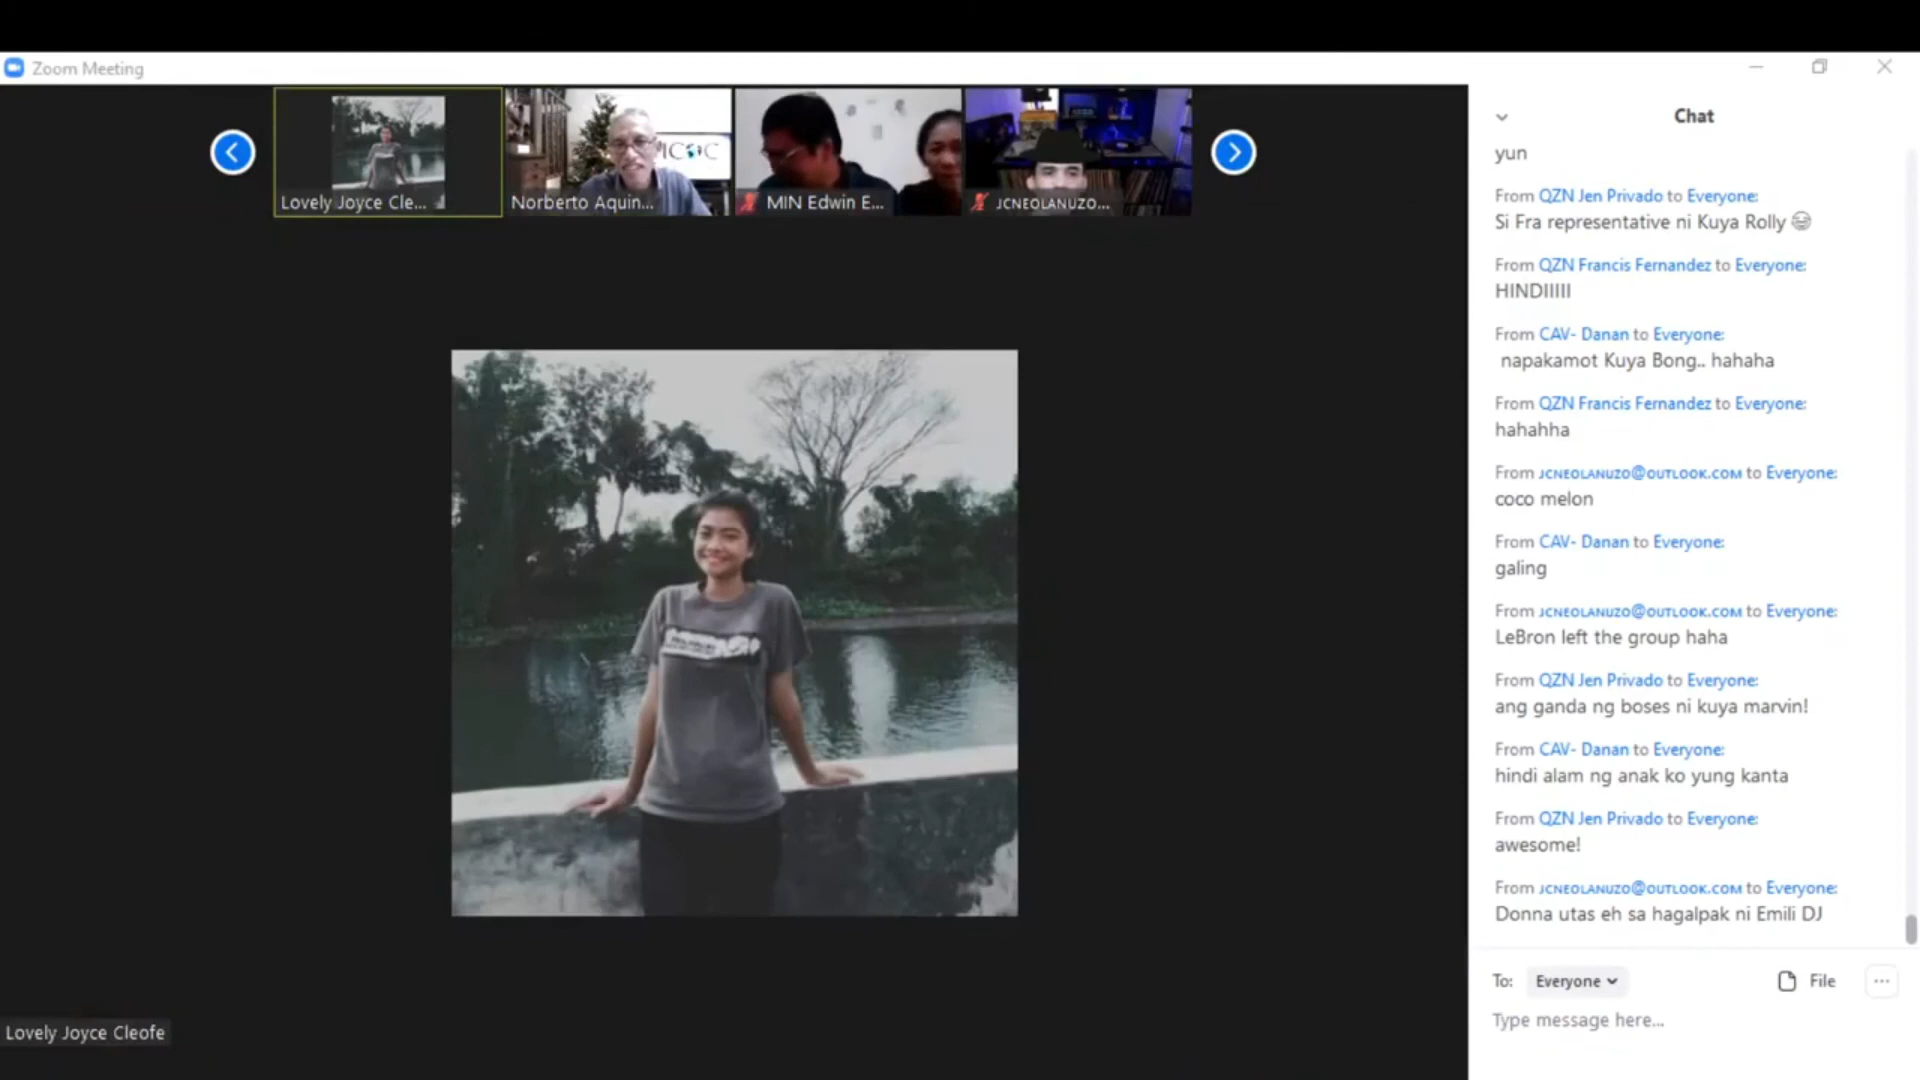 Zoom Meeting
Lovely Joyce Cle...
Norberto Aquin...
ICOC
MIN Edwin E...
JCNEOLANUZO...
Lovely Joyce Cleofe
Chat
yun
From QZN Jen Privado to Everyone:
Si Fra representative ni Kuya Rolly 😂
From QZN Francis Fernandez to Everyone:
HINDIIIII
From CAV- Danan to Everyone:
napakamot Kuya Bong.. hahaha
From QZN Francis Fernandez to Everyone:
hahahha
From JCNEOLANUZO@OUTLOOK.COM to Everyone:
coco melon
From CAV- Danan to Everyone:
galing
From JCNEOLANUZO@OUTLOOK.COM to Everyone:
LeBron left the group haha
From QZN Jen Privado to Everyone:
ang ganda ng boses ni kuya marvin!
From CAV- Danan to Everyone:
hindi alam ng anak ko yung kanta
From QZN Jen Privado to Everyone:
awesome!
From JCNEOLANUZO@OUTLOOK.COM to Everyone:
Donna utas eh sa hagalpak ni Emili DJ
To: Everyone
File
Type message here...